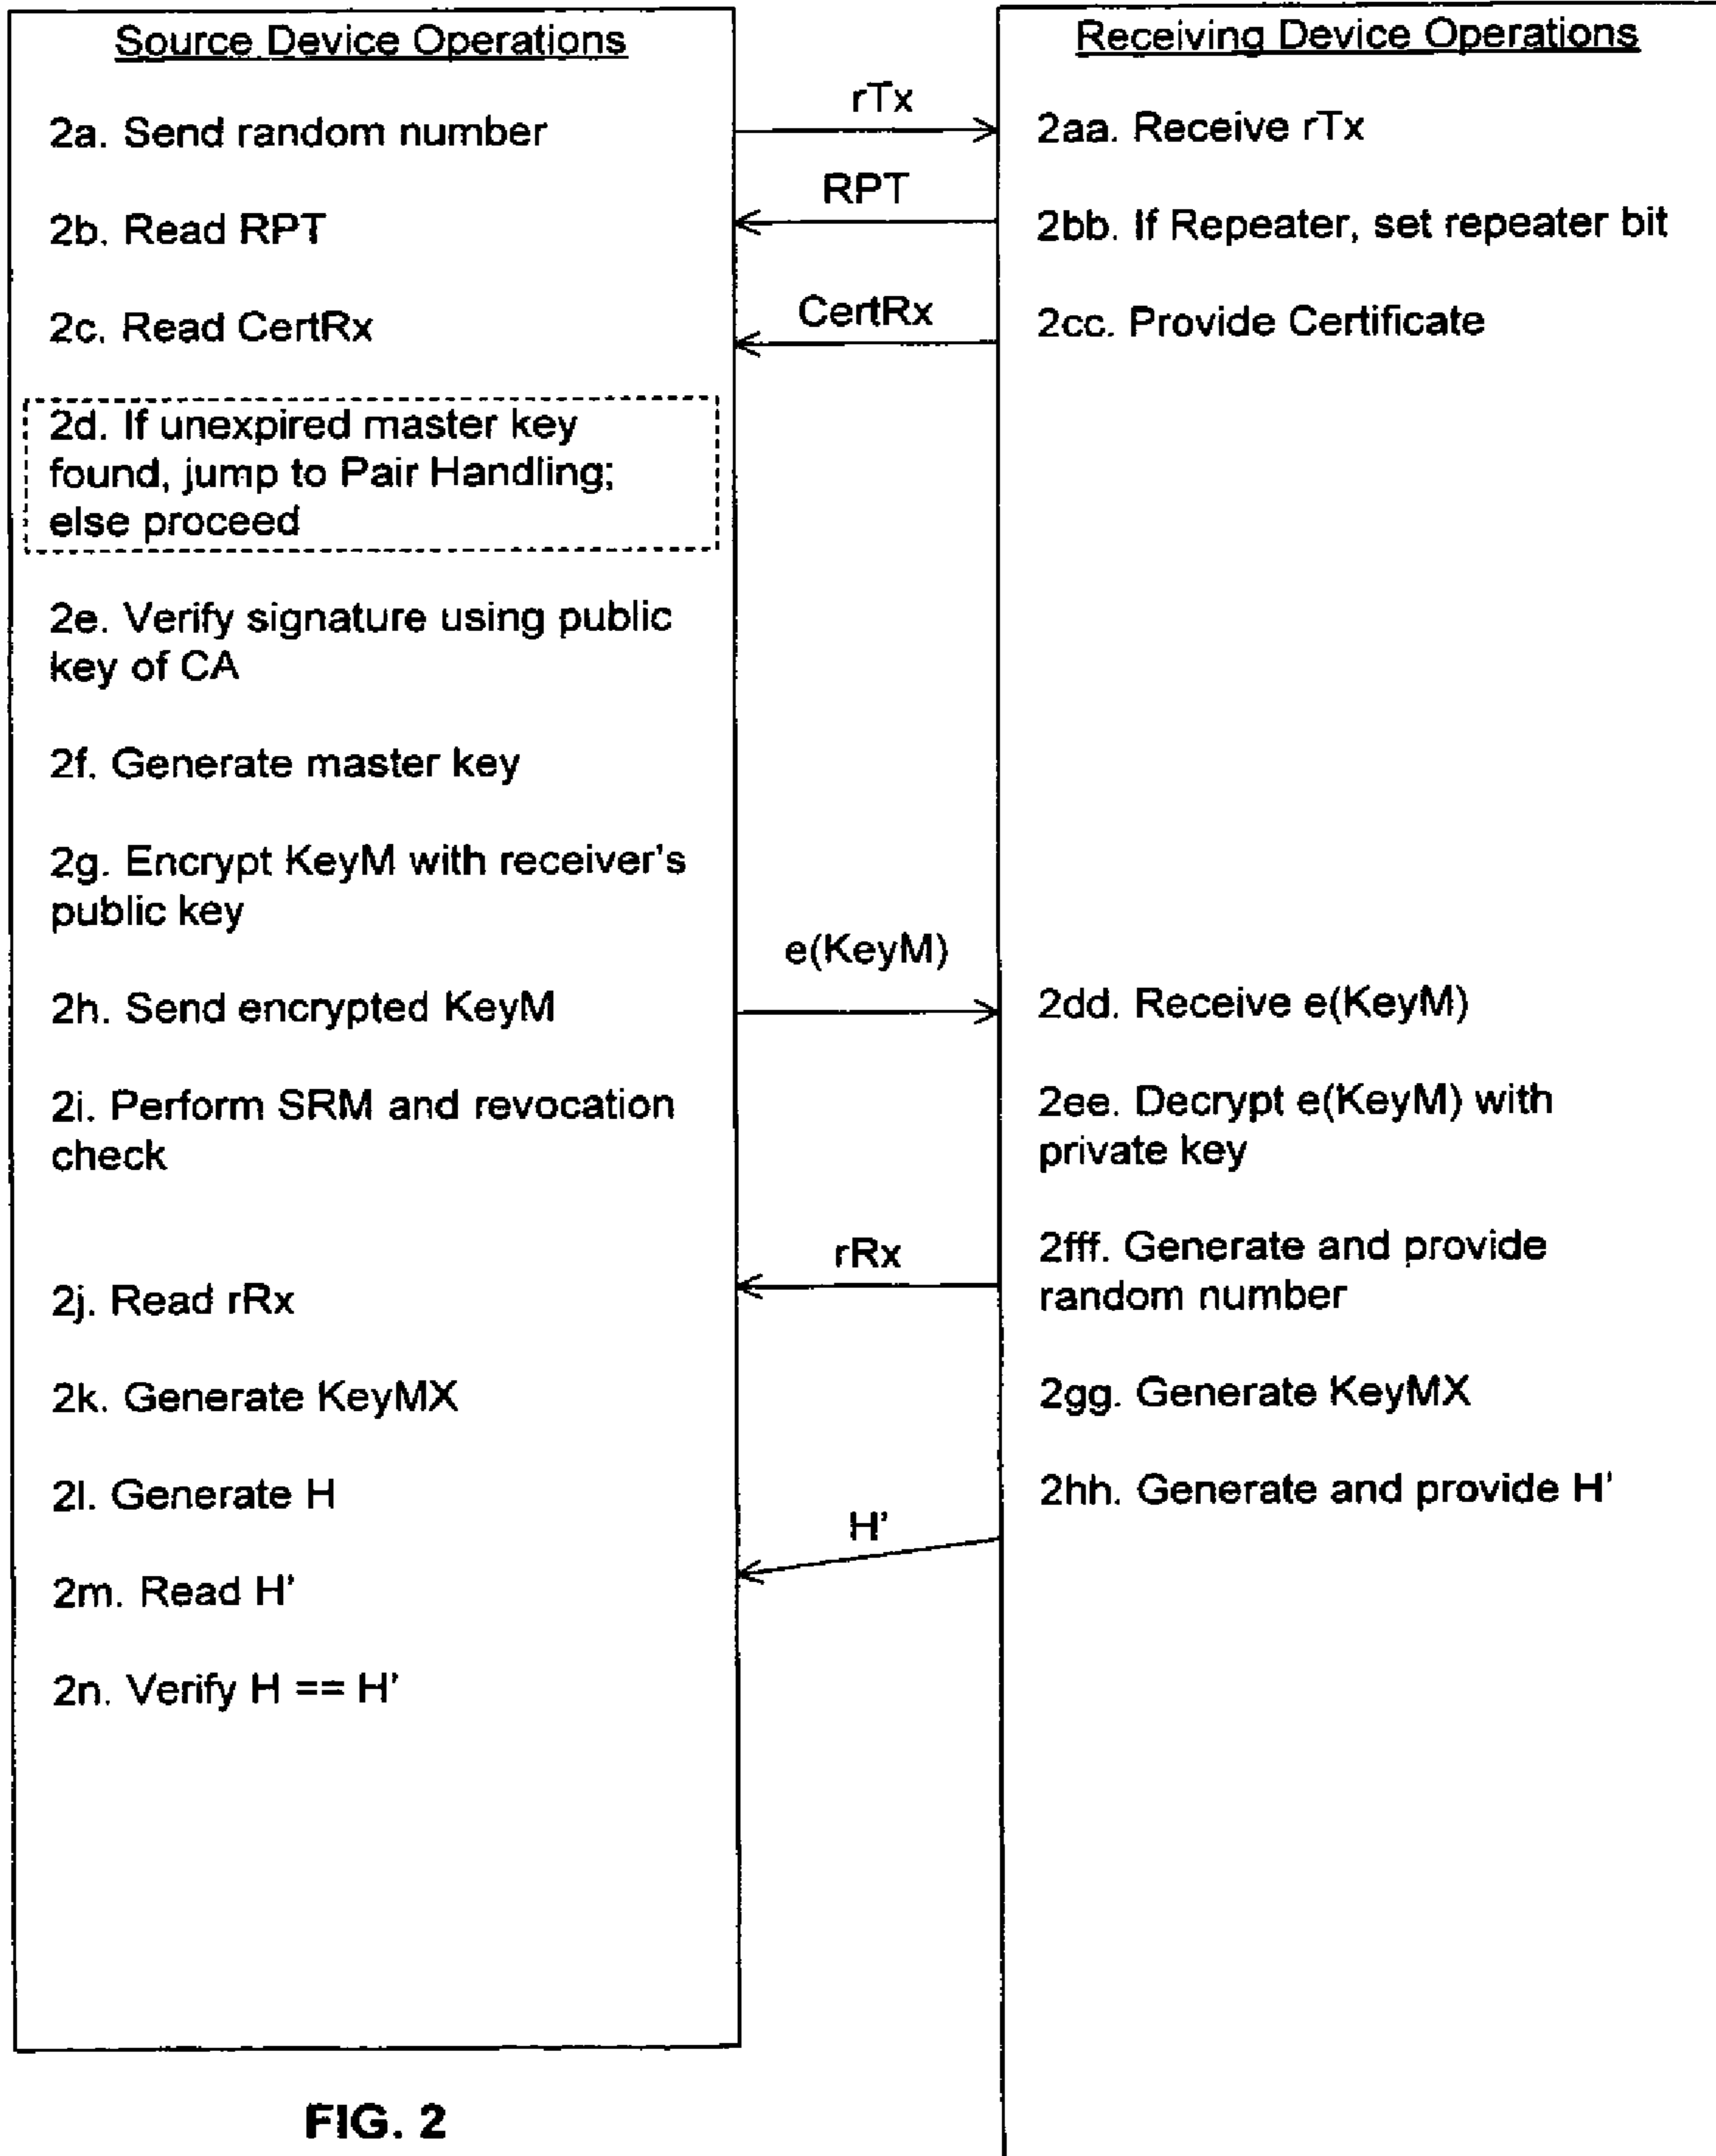 Source Device Operations
2a. Send random number
2b. Read RPT
2c. Read CertRx
2d. If unexpired master key
found, jump to Pair Handling;
else proceed
2e. Verify signature using public
key of CA
2f. Generate master key
2g. Encrypt KeyM with receiver's
public key
2h. Send encrypted KeyM
2i. Perform SRM and revocation
check
2j. Read rRx
2k. Generate KeyMX
2l. Generate H
2m. Read H'
2n. Verify H == H'
rTx
RPT
CertRx
e(KeyM)
rRx
H'
Receiving Device Operations
2aa. Receive rTx
2bb. If Repeater, set repeater bit
2cc. Provide Certificate
2dd. Receive e(KeyM)
2ee. Decrypt e(KeyM) with
private key
2fff. Generate and provide
random number
2gg. Generate KeyMX
2hh. Generate and provide H'
FIG. 2